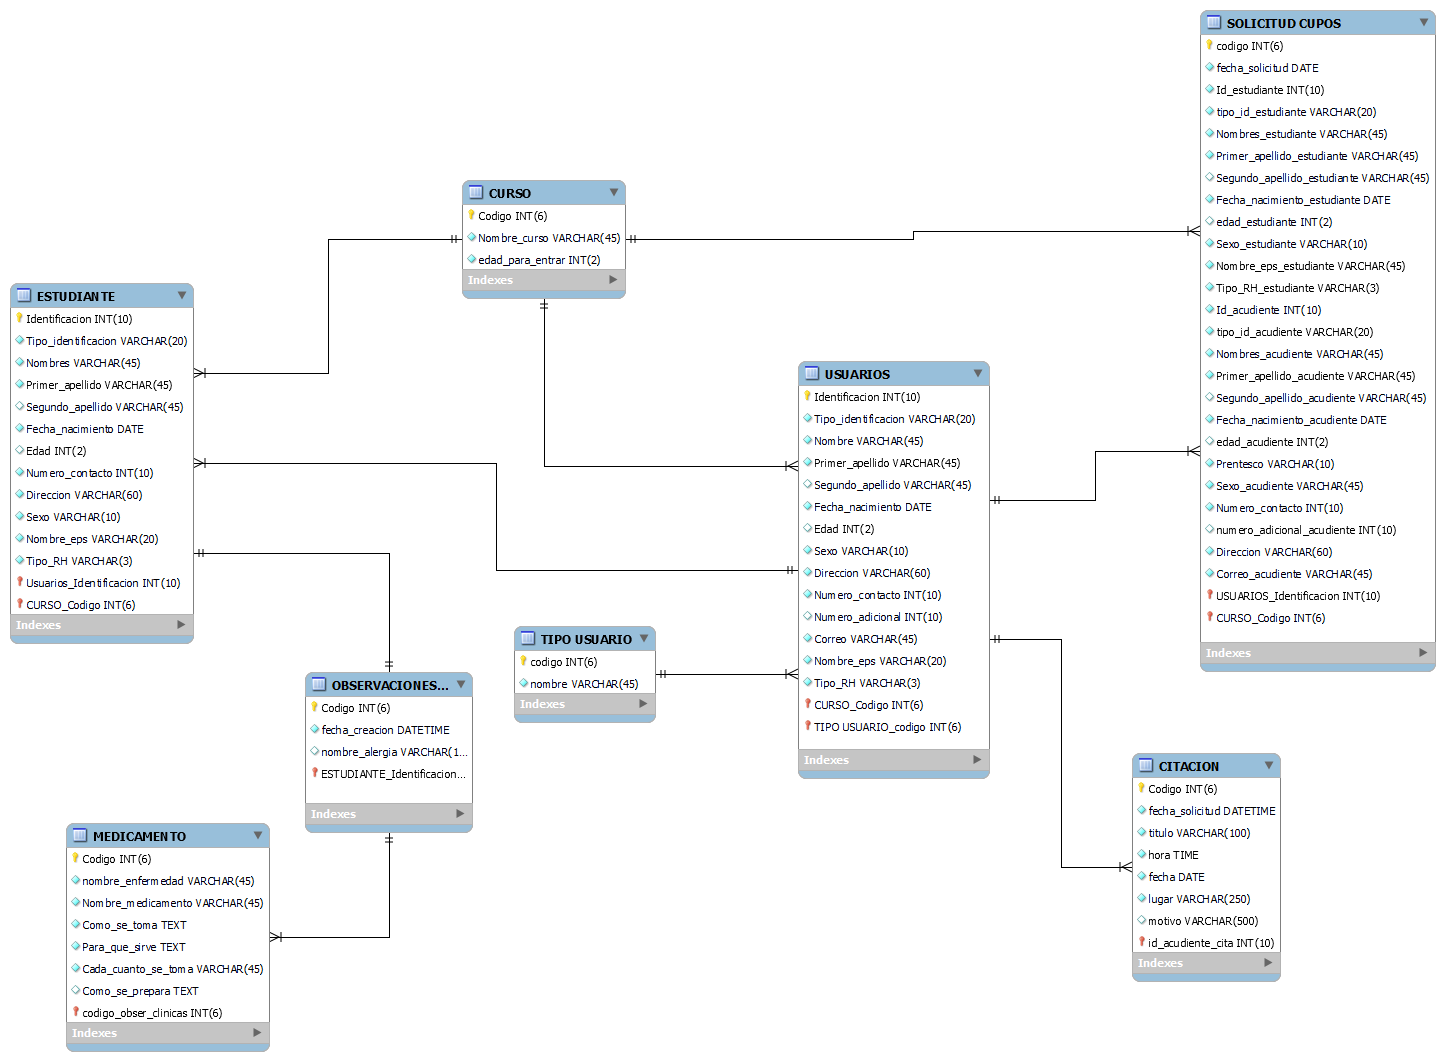 SOLICITUD CUPOS
codigo INT(6)
fecha_solicitud DATE
Id_estudiante INT(10)
tipo_id_estudiante VARCHAR(20)
Nombres_estudiante VARCHAR(45)
Primer_apellido_estudiante VARCHAR(45)
Segundo_apellido_estudiante VARCHAR(45)
Fecha_nacimiento_estudiante DATE
edad_estudiante INT(2)
Sexo_estudiante VARCHAR(10)
Nombre_eps_estudiante VARCHAR(45)
Tipo_RH_estudiante VARCHAR(3)
Id_acudiente INT(10)
tipo_id_acudiente VARCHAR(20)
Nombres_acudiente VARCHAR(45)
Primer_apellido_acudiente VARCHAR(45)
Segundo_apellido_acudiente VARCHAR(45)
Fecha_nacimiento_acudiente DATE
edad_acudiente INT(2)
Prentesco VARCHAR(10)
Sexo_acudiente VARCHAR(45)
Numero_contacto INT(10)
numero_adicional_acudiente INT(10)
Direccion VARCHAR(60)
Correo_acudiente VARCHAR(45)
USUARIOS_Identificacion INT(10)
CURSO_Codigo INT(6)
Indexes
CURSO
Codigo INT(6)
Nombre_curso VARCHAR(45)
edad_para_entrar INT(2)
Indexes
ESTUDIANTE
Identificacion INT(10)
Tipo_identificacion VARCHAR(20)
Nombres VARCHAR(45)
Primer_apellido VARCHAR(45)
Segundo_apellido VARCHAR(45)
Fecha_nacimiento DATE
Edad INT(2)
Numero_contacto INT(10)
Direccion VARCHAR(60)
Sexo VARCHAR(10)
Nombre_eps VARCHAR(20)
Tipo_RH VARCHAR(3)
Usuarios_Identificacion INT(10)
CURSO_Codigo INT(6)
Indexes
USUARIOS
Identificacion INT(10)
Tipo_identificacion VARCHAR(20)
Nombre VARCHAR(45)
Primer_apellido VARCHAR(45)
Segundo_apellido VARCHAR(45)
Fecha_nacimiento DATE
Edad INT(2)
Sexo VARCHAR(10)
Direccion VARCHAR(60)
Numero_contacto INT(10)
Numero_adicional INT(10)
Correo VARCHAR(45)
Nombre_eps VARCHAR(20)
Tipo_RH VARCHAR(3)
CURSO_Codigo INT(6)
TIPO USUARIO_codigo INT(6)
Indexes
TIPO USUARIO
codigo INT(6)
nombre VARCHAR(45)
Indexes
OBSERVACIONES...
Codigo INT(6)
fecha_creacion DATETIME
nombre_alergia VARCHAR(1...
ESTUDIANTE_Identificacion...
Indexes
CITACION
Codigo INT(6)
fecha_solicitud DATETIME
titulo VARCHAR(100)
hora TIME
fecha DATE
lugar VARCHAR(250)
motivo VARCHAR(500)
id_acudiente_cita INT(10)
Indexes
MEDICAMENTO
Codigo INT(6)
nombre_enfermedad VARCHAR(45)
Nombre_medicamento VARCHAR(45)
Como_se_toma TEXT
Para_que_sirve TEXT
Cada_cuanto_se_toma VARCHAR(45)
Como_se_prepara TEXT
codigo_obser_clinicas INT(6)
Indexes